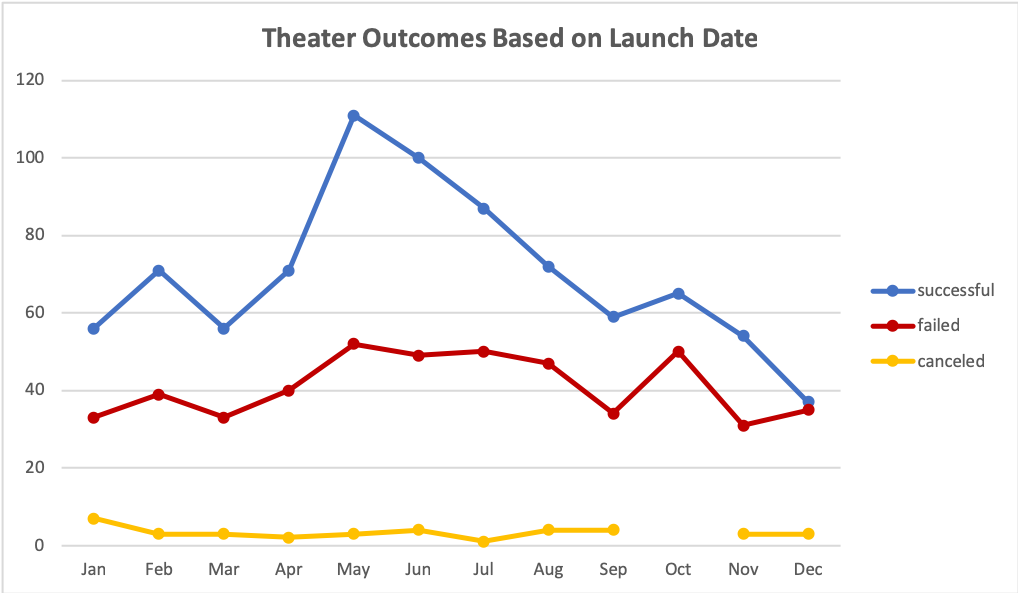 Theater Outcomes Based on Launch Date
120
100
80
60
40
20
0
Jan Feb Mar Apr May Jun Jul Aug Sep Oct Nov Dec
successful
failed
canceled